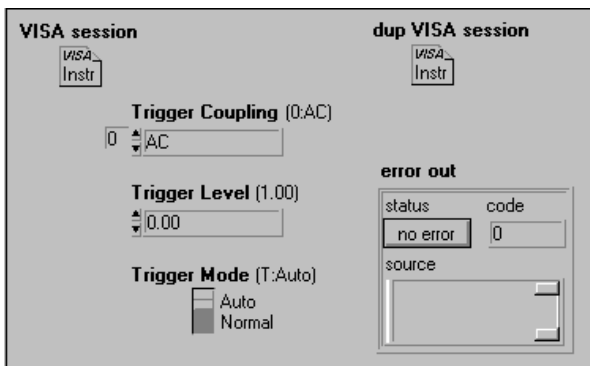 VISA session
VISA
Instr
dup VISA session
VISA
Instr
Trigger Coupling (0:AC)
0 AC
Trigger Level (1.00)
0.00
Trigger Mode (T:Auto)
Auto
Normal
error out
status code
no error 0
source